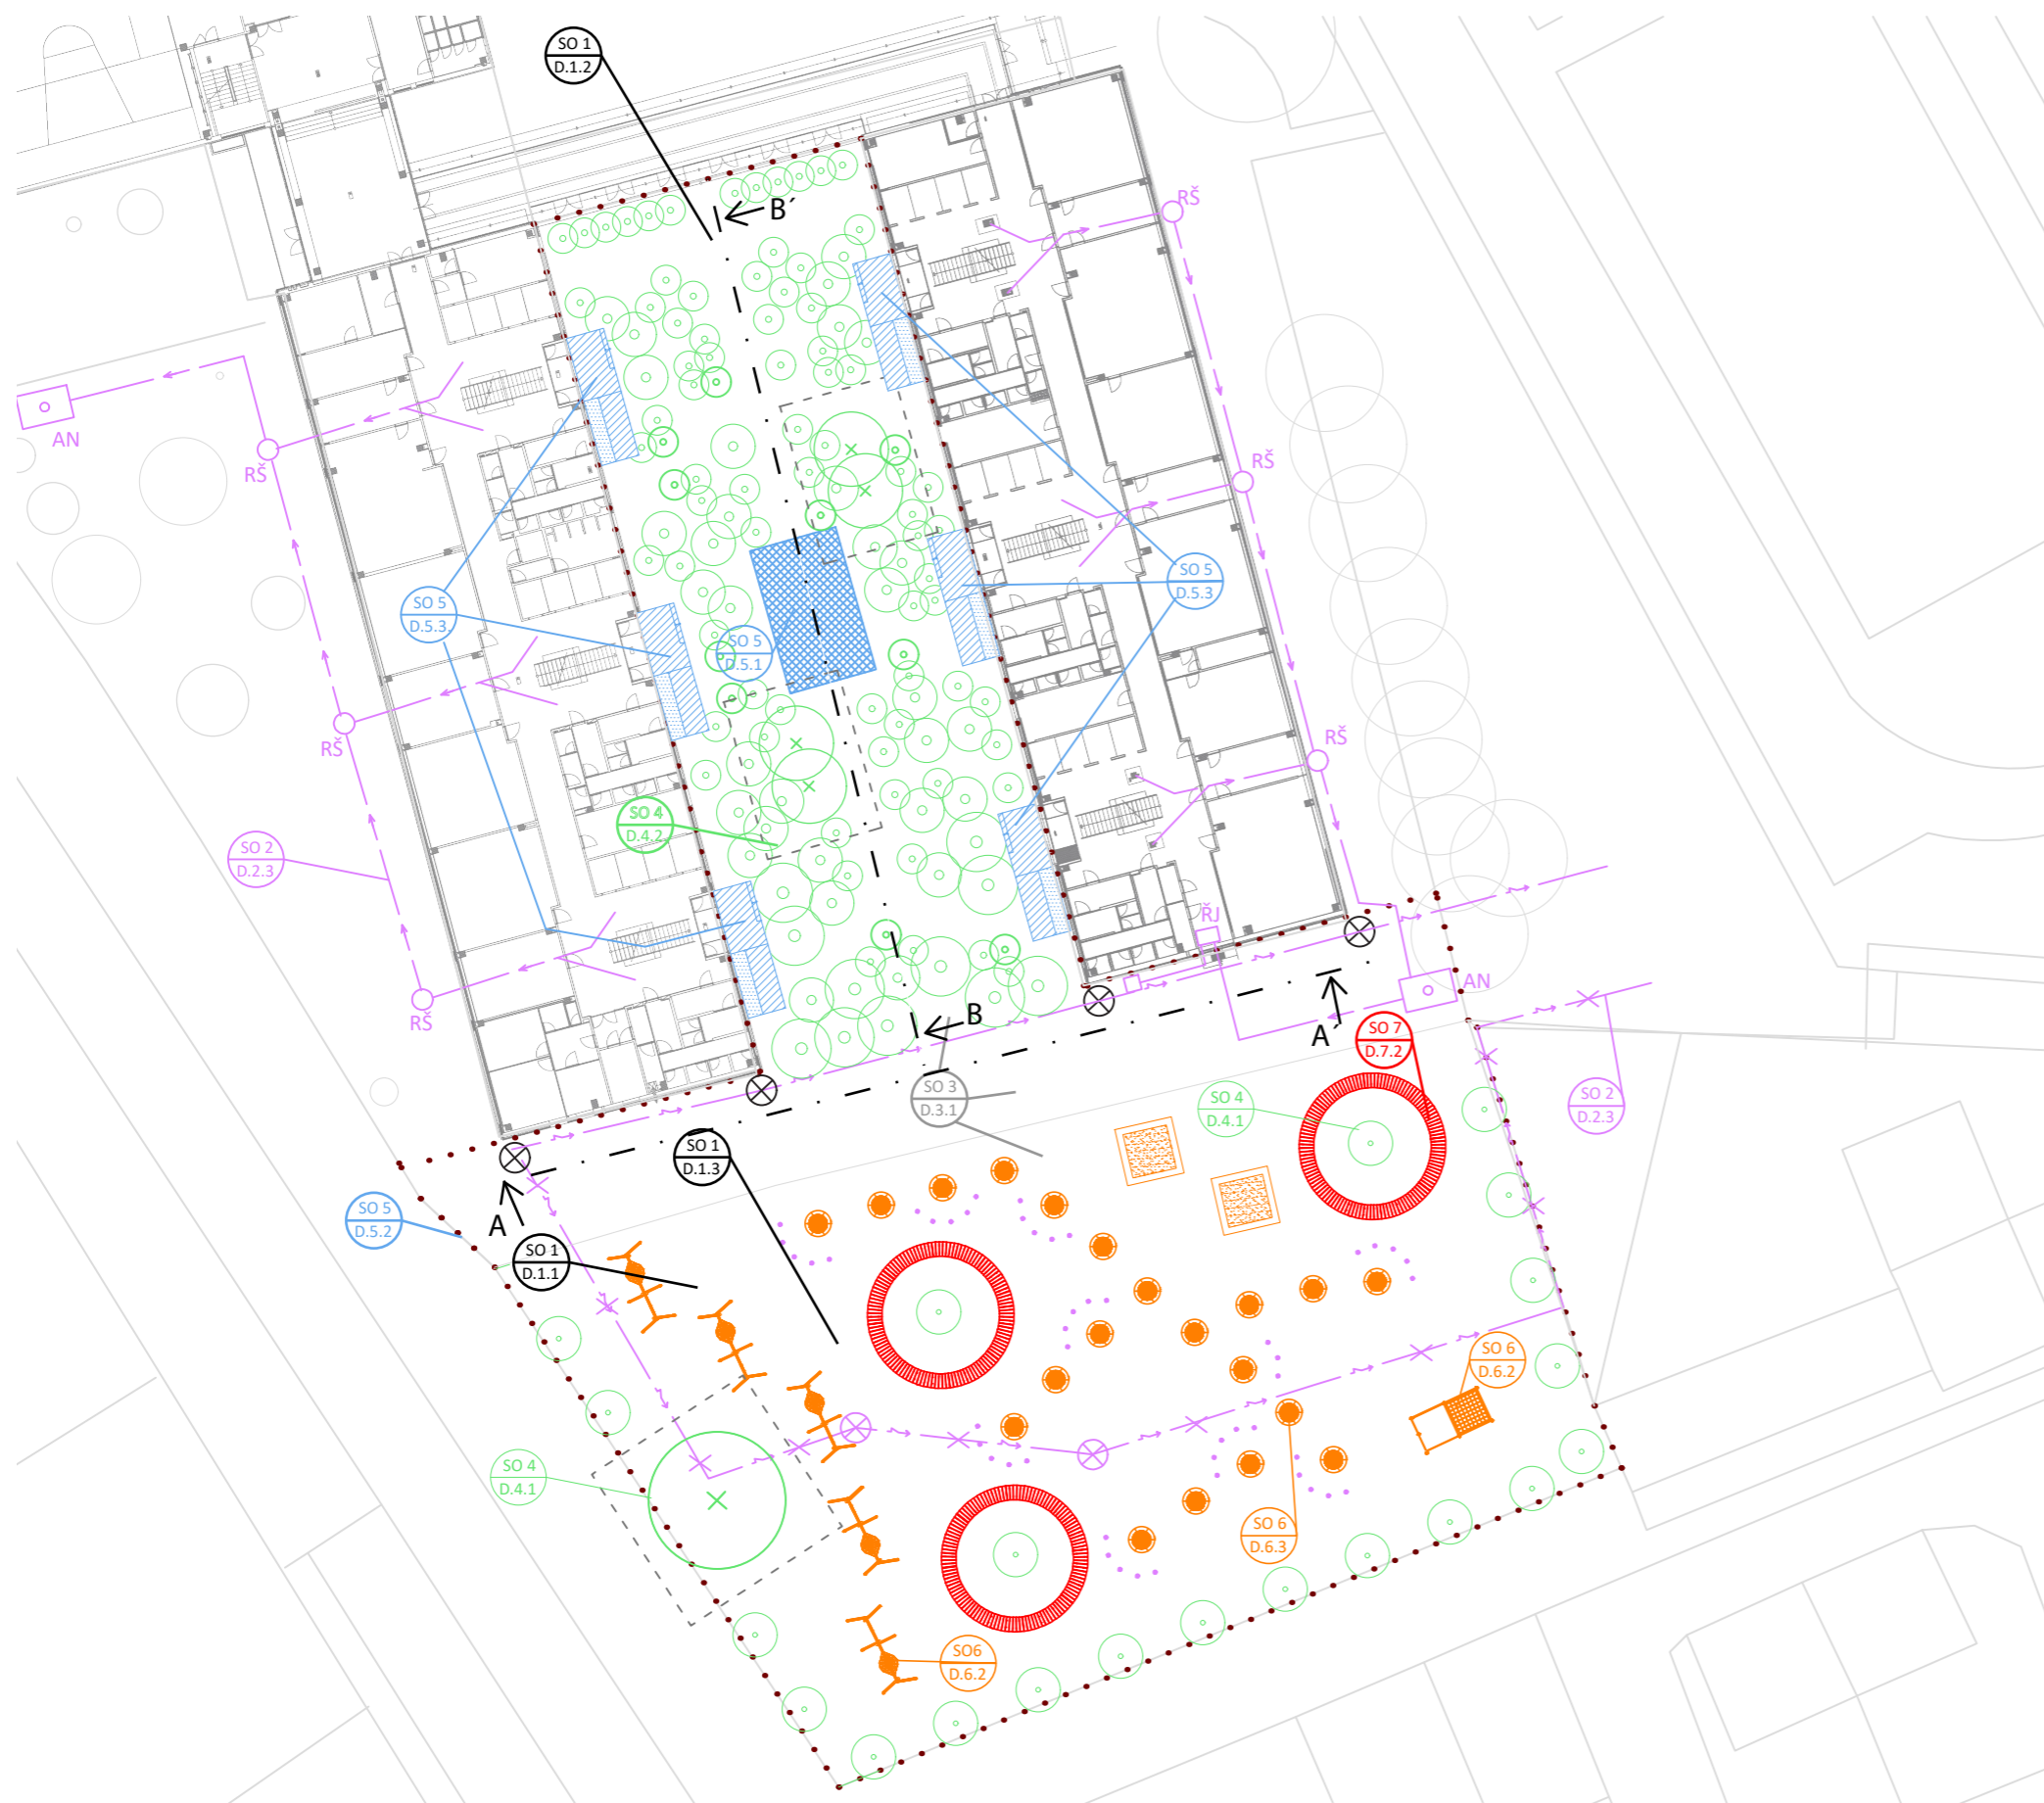 SO 1
D.1.2
B´
RŠ
AN
RŠ
RŠ
SO 5
D.5.3
SO 5
D.5.3
SO 5
D.5.1
RŠ
RŠ
SO 4
D.4.2
SO 2
D.2.3
ŘJ
RŠ
AN
B
A´
SO 7
D.7.2
SO 3
D.3.1
SO 4
D.4.1
SO 2
D.2.3
SO 1
D.1.3
SO 5
D.5.2
A
SO 1
D.1.1
SO 6
D.6.2
SO 4
D.4.1
SO 6
D.6.3
SO6
D.6.2